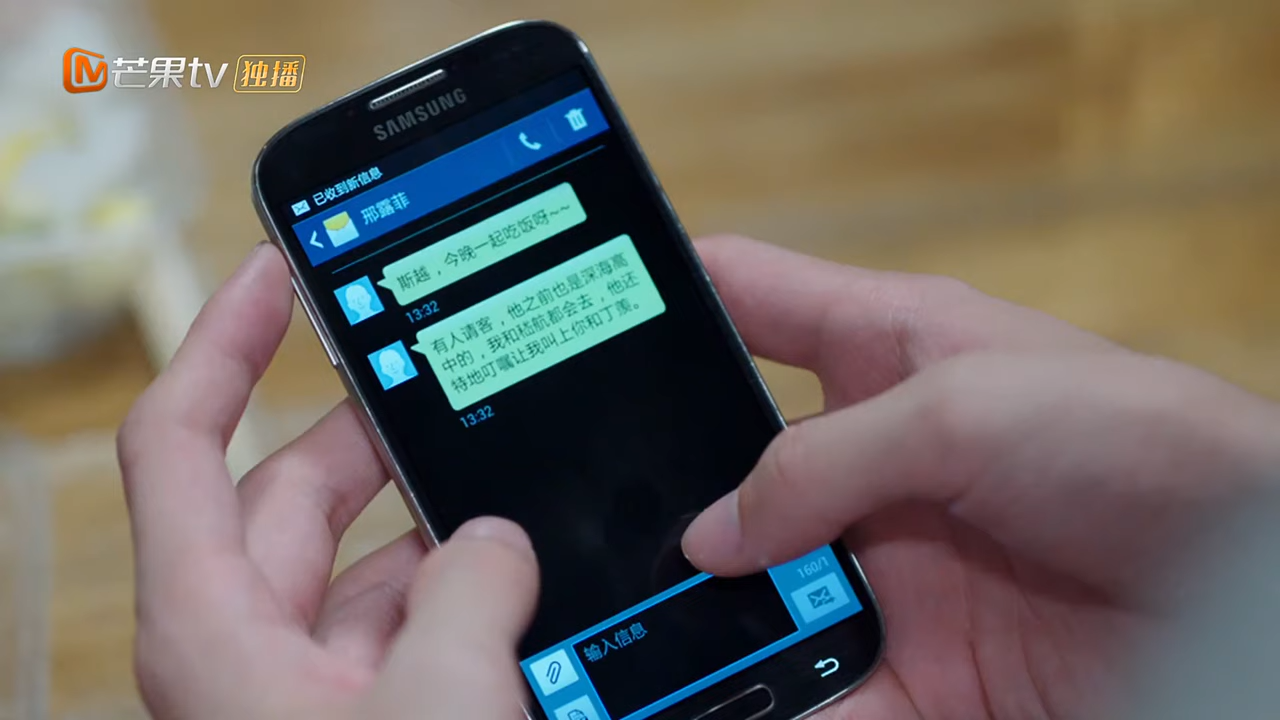 芒果tv 独播
SAMSUNG
已收到新信息
邢露菲
斯越，今晚一起吃饭呀~~
13:32
有人请客，他之前也是深海高
中的，我和嵇航都会去，他还
特地叮嘱让我叫上你和丁羡。
13:32
160/1
输入信息